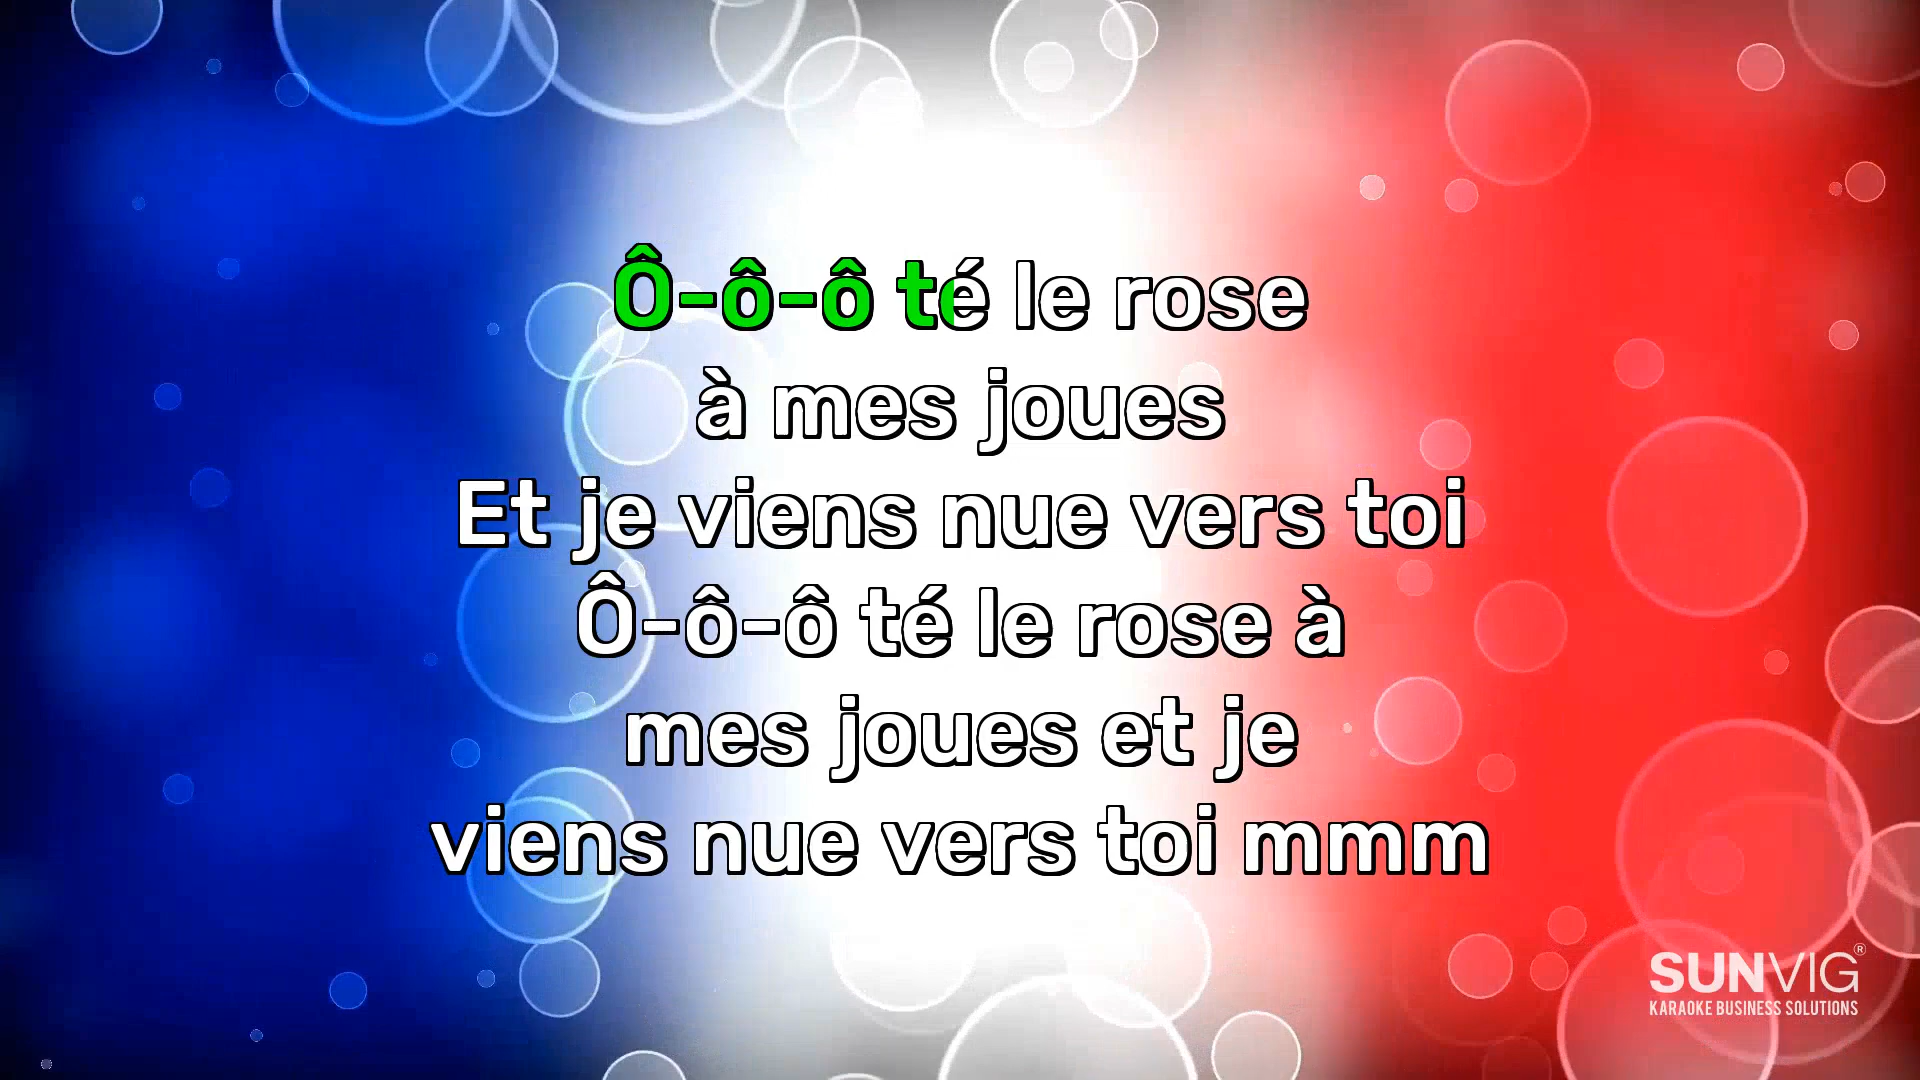 Ô-ô-ô té le rose
à mes joues
Et je viens nue vers toi
Ô-ô-ô té le rose à
mes joues et je
viens nue vers toi mmm
SUNVIG®
KARAOKE BUSINESS SOLUTIONS